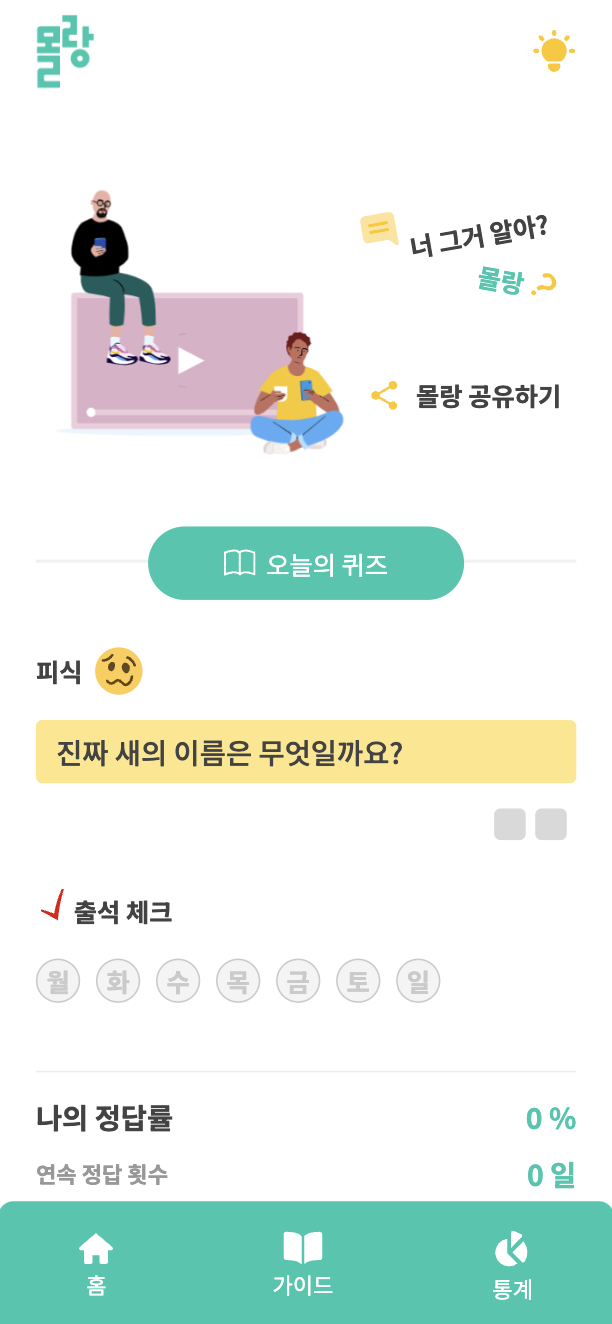 몰랑
너 그거 알아?
몰랑
몰랑 공유하기
오늘의 퀴즈
피식
진짜 새의 이름은 무엇일까요?
출석 체크
월 화 수 목 금 토 일
나의 정답률 0 %
연속 정답 횟수 0 일
홈 가이드 통계